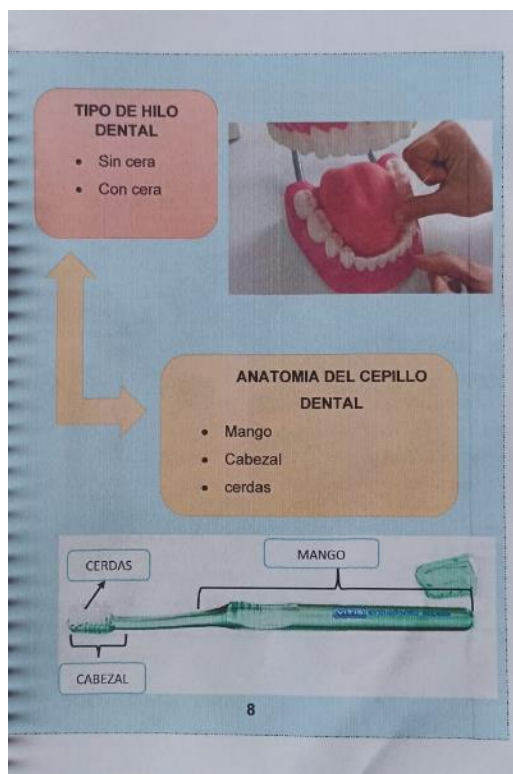 TIPO DE HILO
DENTAL
• Sin cera
• Con cera
ANATOMIA DEL CEPILLO
DENTAL
• Mango
• Cabezal
• cerdas
CERDAS
MANGO
CABEZAL
8